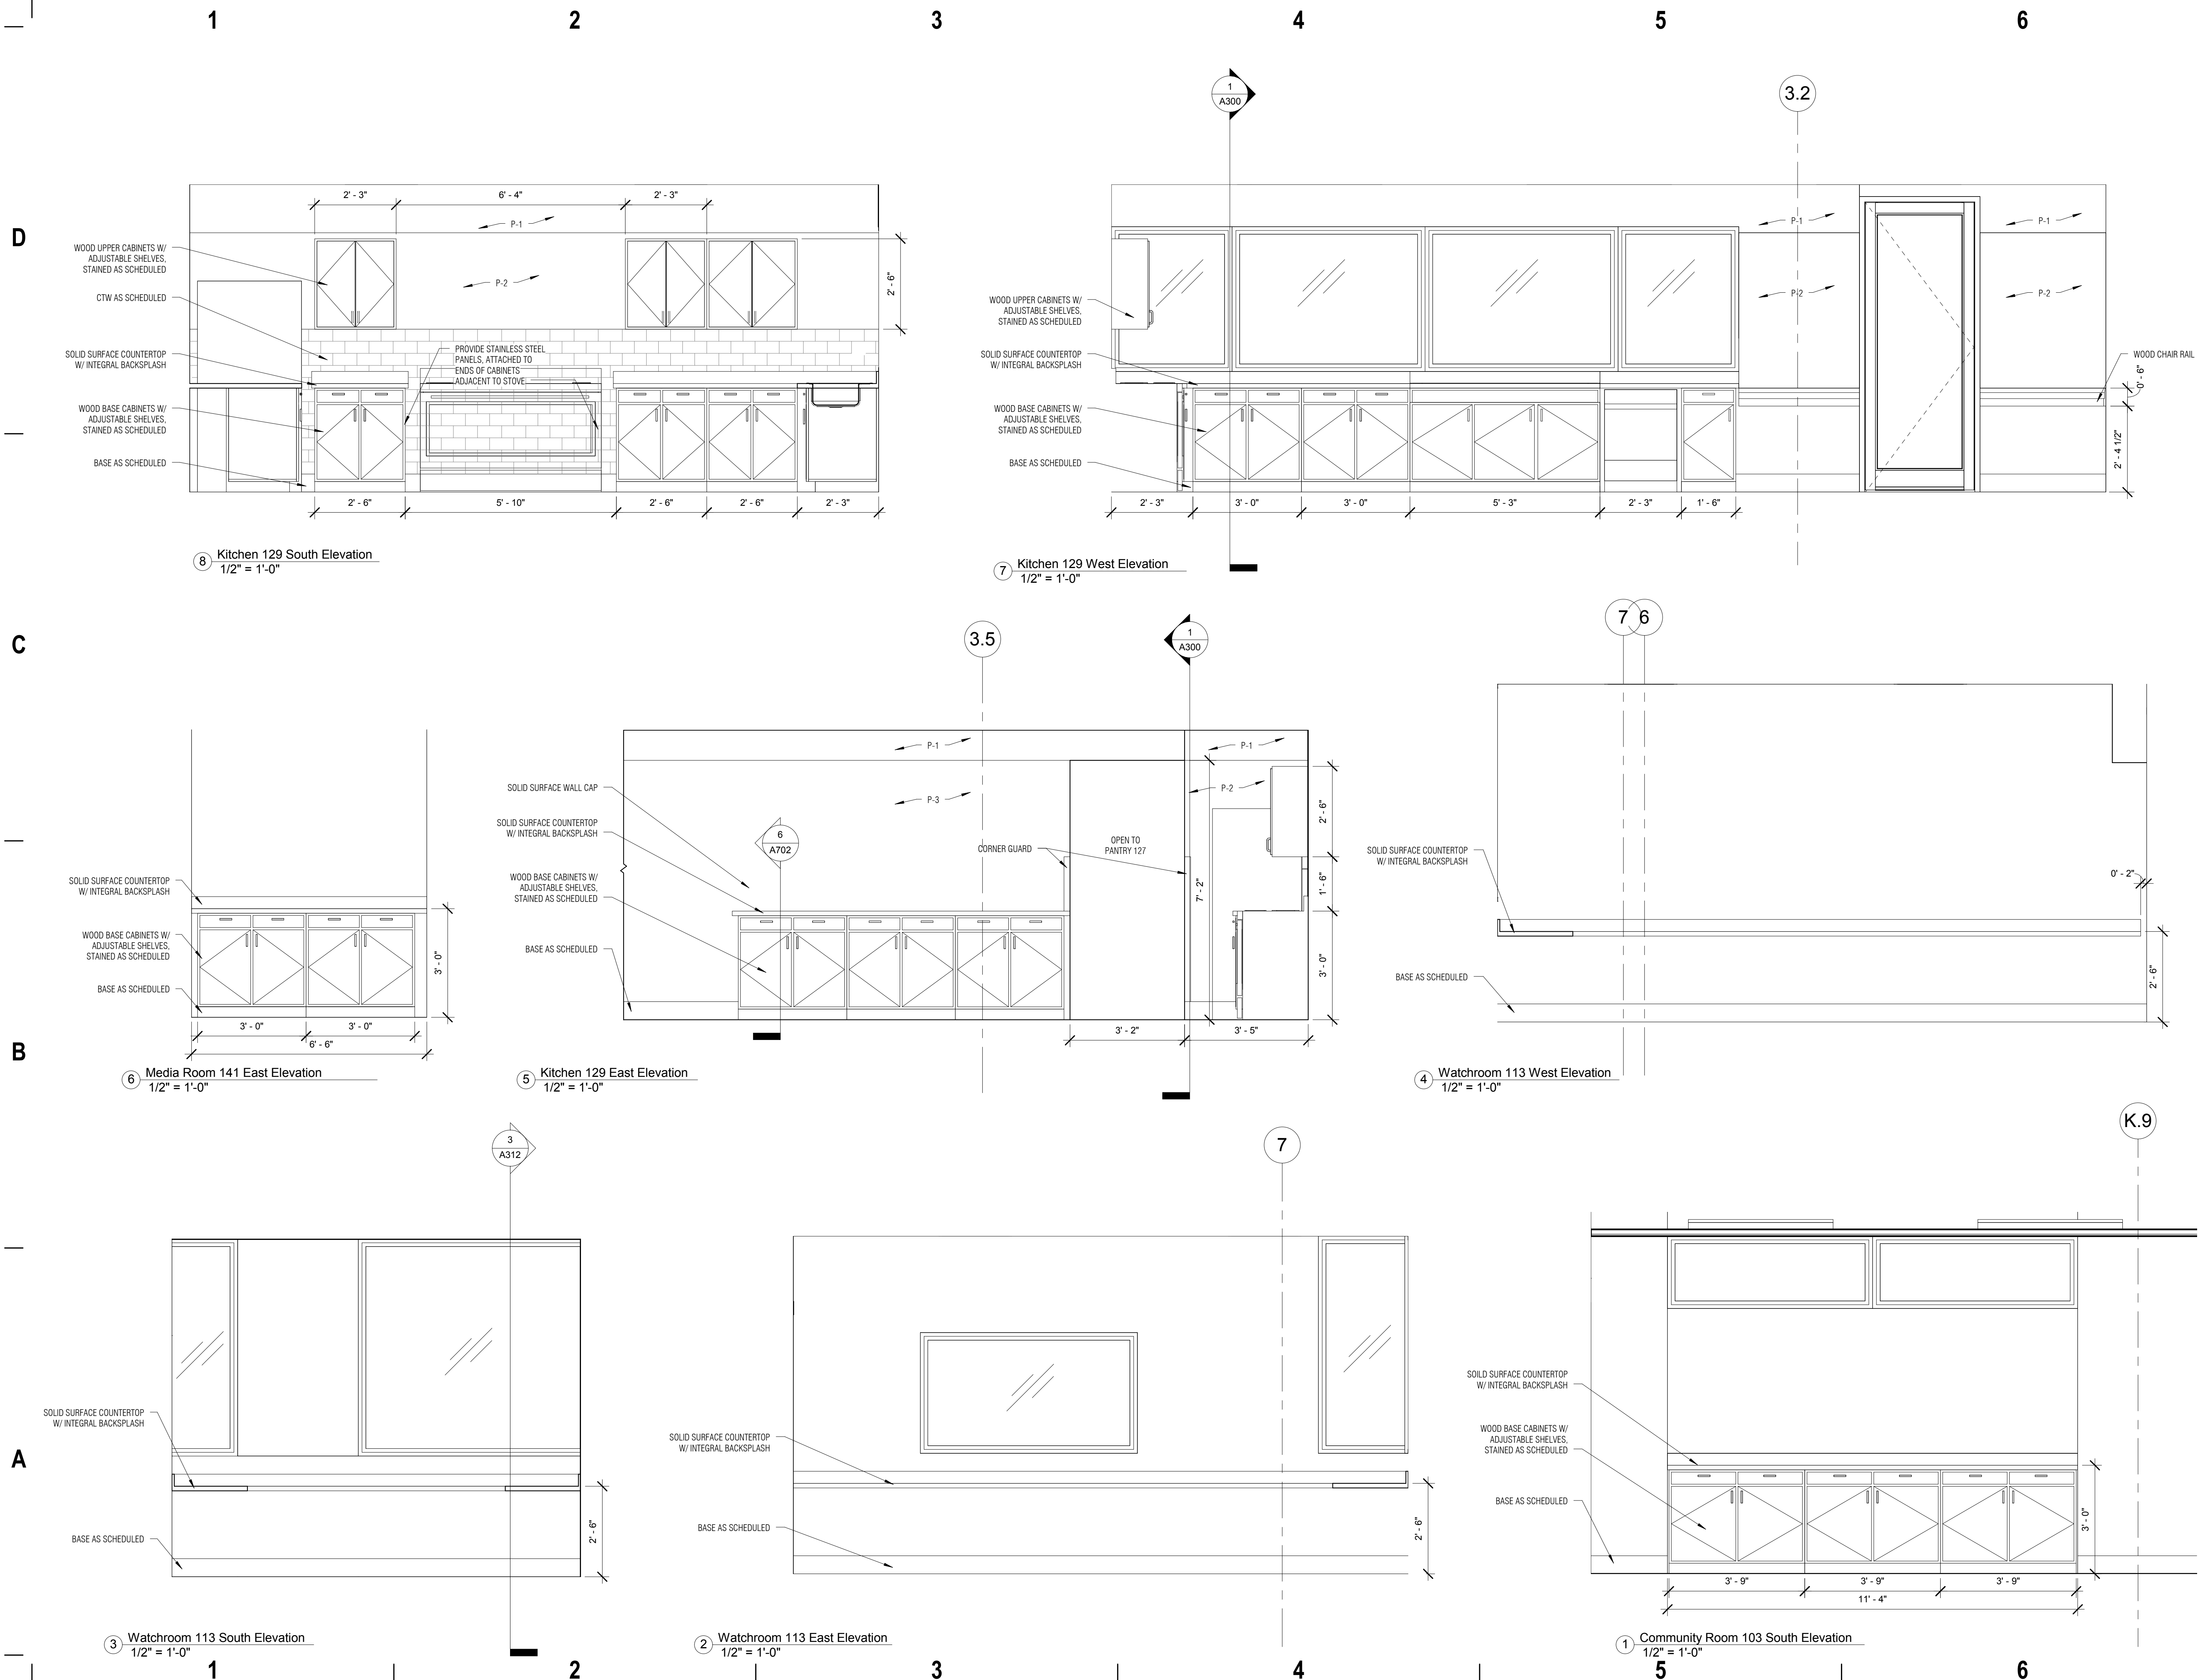 1 2 3 4 5 6
1
A300
3.2
D
2' - 3" 6' - 4" 2' - 3"
P-1
P-2
WOOD UPPER CABINETS W/
ADJUSTABLE SHELVES,
STAINED AS SCHEDULED
CTW AS SCHEDULED
SOLID SURFACE COUNTERTOP
W/ INTEGRAL BACKSPLASH
WOOD BASE CABINETS W/
ADJUSTABLE SHELVES,
STAINED AS SCHEDULED
BASE AS SCHEDULED
PROVIDE STAINLESS STEEL
PANELS, ATTACHED TO
ENDS OF CABINETS
ADJACENT TO STOVE
2' - 6"
2' - 6" 5' - 10" 2' - 6" 2' - 6" 2' - 3"
8 Kitchen 129 South Elevation
1/2" = 1'-0"
P-1
P-1
P-2
P-2
WOOD UPPER CABINETS W/
ADJUSTABLE SHELVES,
STAINED AS SCHEDULED
SOLID SURFACE COUNTERTOP
W/ INTEGRAL BACKSPLASH
WOOD BASE CABINETS W/
ADJUSTABLE SHELVES,
STAINED AS SCHEDULED
BASE AS SCHEDULED
WOOD CHAIR RAIL
0' - 6"
2' - 4 1/2"
2' - 3" 3' - 0" 3' - 0" 5' - 3" 2' - 3" 1' - 6"
7 Kitchen 129 West Elevation
1/2" = 1'-0"
C
SOLID SURFACE COUNTERTOP
W/ INTEGRAL BACKSPLASH
WOOD BASE CABINETS W/
ADJUSTABLE SHELVES,
STAINED AS SCHEDULED
BASE AS SCHEDULED
3' - 0"
3' - 0" 3' - 0"
6' - 6"
6 Media Room 141 East Elevation
1/2" = 1'-0"
3.5
1
A300
P-1
P-1
P-3
P-2
SOLID SURFACE WALL CAP
SOLID SURFACE COUNTERTOP
W/ INTEGRAL BACKSPLASH
WOOD BASE CABINETS W/
ADJUSTABLE SHELVES,
STAINED AS SCHEDULED
BASE AS SCHEDULED
6
A702
CORNER GUARD
OPEN TO
PANTRY 127
7' - 2"
2' - 6"
1' - 6"
3' - 0"
3' - 2" 3' - 5"
5 Kitchen 129 East Elevation
1/2" = 1'-0"
7 6
SOLID SURFACE COUNTERTOP
W/ INTEGRAL BACKSPLASH
BASE AS SCHEDULED
0' - 2"
2' - 6"
4 Watchroom 113 West Elevation
1/2" = 1'-0"
B
3
A312
SOLID SURFACE COUNTERTOP
W/ INTEGRAL BACKSPLASH
BASE AS SCHEDULED
2' - 6"
3 Watchroom 113 South Elevation
1/2" = 1'-0"
7
SOLID SURFACE COUNTERTOP
W/ INTEGRAL BACKSPLASH
BASE AS SCHEDULED
2' - 6"
2 Watchroom 113 East Elevation
1/2" = 1'-0"
K.9
SOILD SURFACE COUNTERTOP
W/ INTEGRAL BACKSPLASH
WOOD BASE CABINETS W/
ADJUSTABLE SHELVES,
STAINED AS SCHEDULED
BASE AS SCHEDULED
3' - 0"
3' - 9" 3' - 9" 3' - 9"
11' - 4"
1 Community Room 103 South Elevation
1/2" = 1'-0"
A
1 2 3 4 5 6